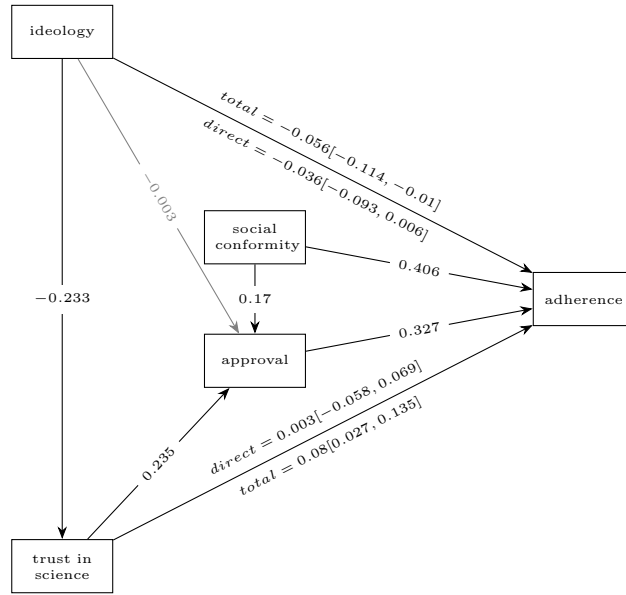 ideology
total = −0.056[−0.114, −0.01]
direct = −0.036[−0.093, 0.006]
−0.003
social
conformity
0.406
−0.233
0.17
adherence
0.327
approval
direct = 0.003[−0.058, 0.069]
total = 0.08[0.027, 0.135]
0.235
trust in
science